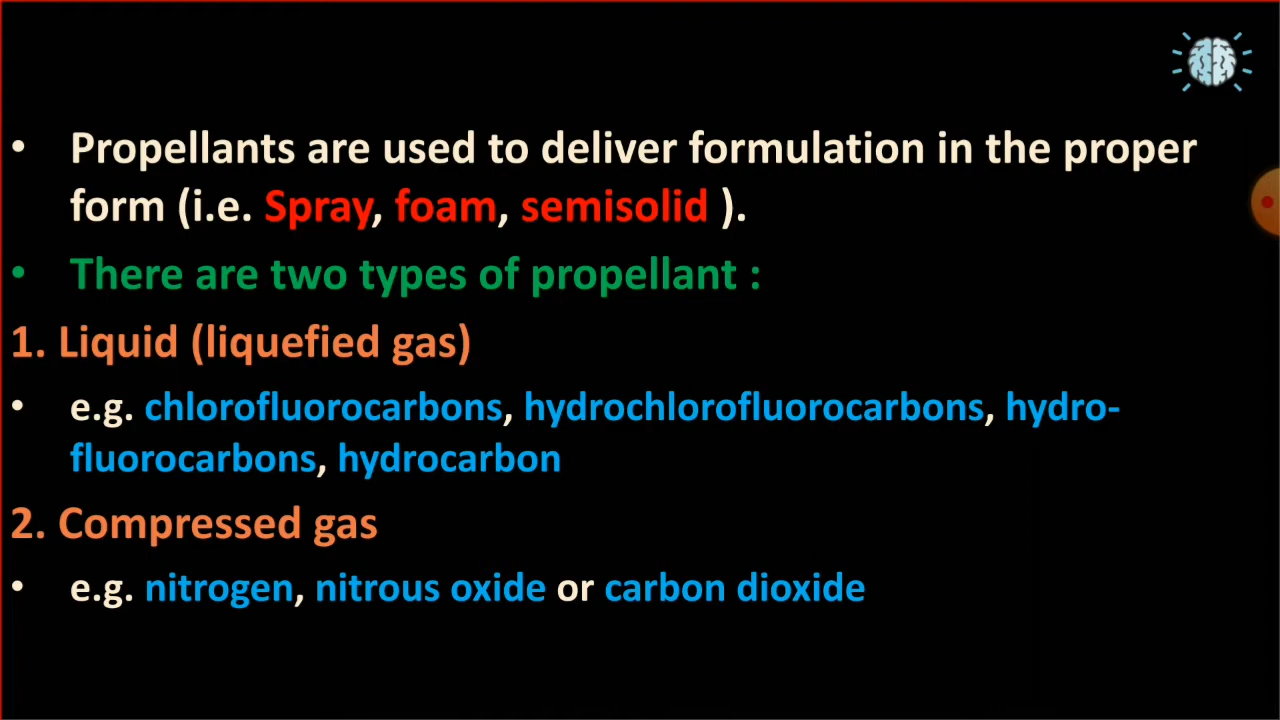 • Propellants are used to deliver formulation in the proper
form (i.e. Spray, foam, semisolid ).
• There are two types of propellant :
1. Liquid (liquefied gas)
• e.g. chlorofluorocarbons, hydrochlorofluorocarbons, hydro-
fluorocarbons, hydrocarbon
2. Compressed gas
• e.g. nitrogen, nitrous oxide or carbon dioxide